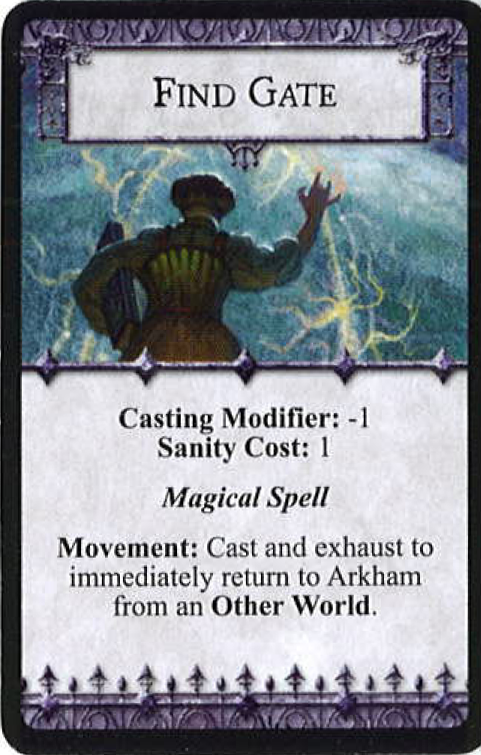 FIND GATE
Casting Modifier: -1
Sanity Cost: 1
Magical Spell
Movement: Cast and exhaust to
immediately return to Arkham
from an Other World.